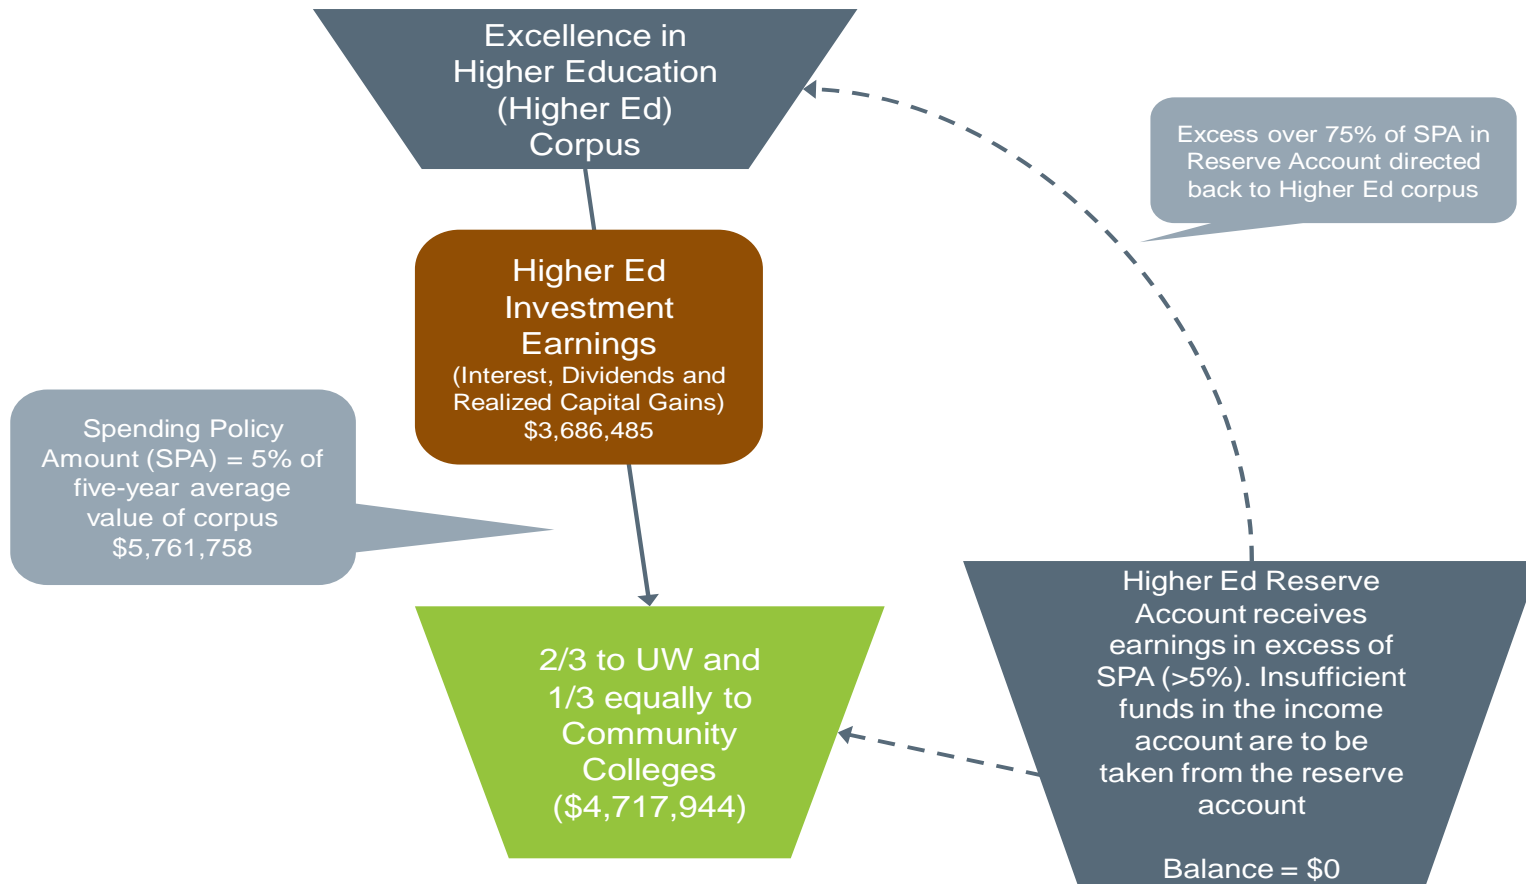 Excellence in
Higher Education
(Higher Ed)
Corpus
Excess over 75% of SPA in
Reserve Account directed
back to Higher Ed corpus
Higher Ed
Investment
Earnings
(Interest, Dividends and
Realized Capital Gains)
$3,686,485
Spending Policy
Amount (SPA) = 5% of
five-year average
value of corpus
$5,761,758
2/3 to UW and
1/3 equally to
Community
Colleges
($4,717,944)
Higher Ed Reserve
Account receives
earnings in excess of
SPA (>5%). Insufficient
funds in the income
account are to be
taken from the reserve
account
Balance = $0